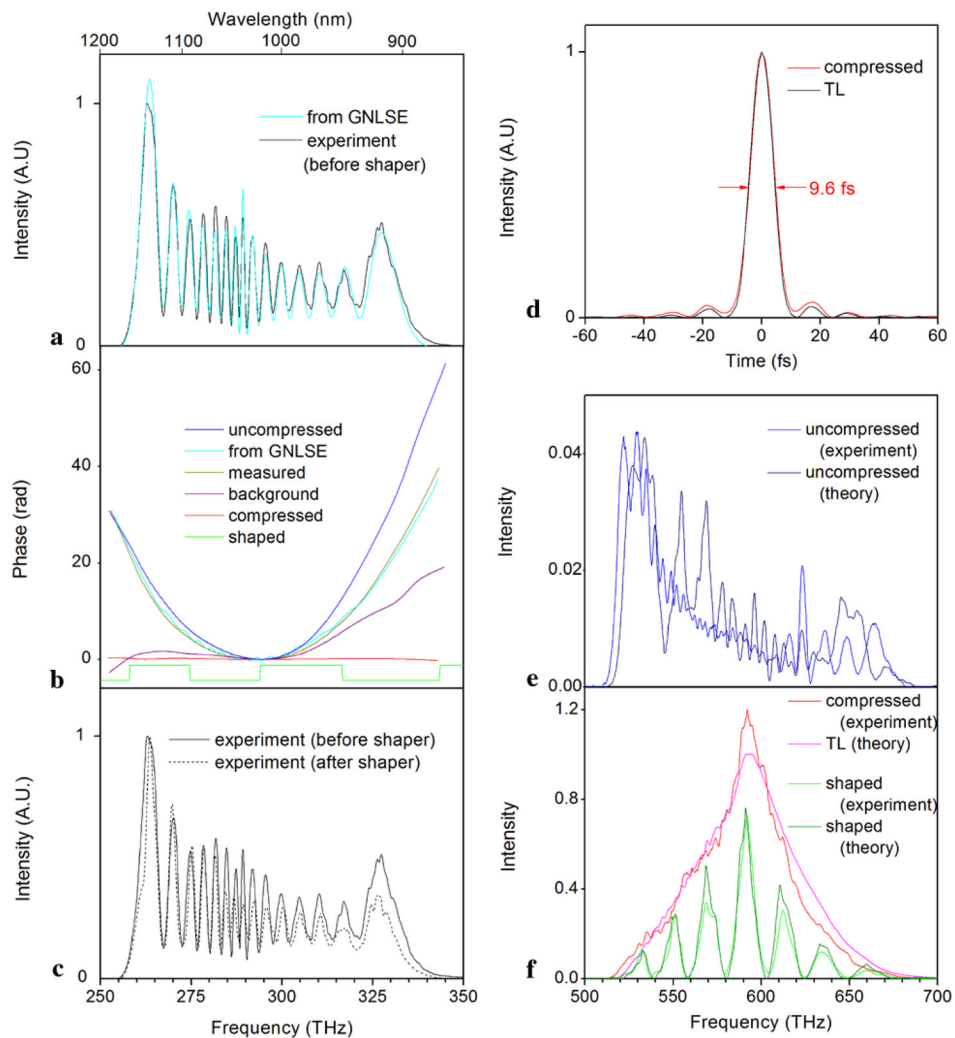 Wavelength (nm)
1200 1100 1000 900
Intensity (A.U)
1
0
from GNLSE
experiment
(before shaper)
a
Phase (rad)
60
40
20
0
uncompressed
from GNLSE
measured
background
compressed
shaped
b
Intensity (A.U.)
1
0
experiment (before shaper)
experiment (after shaper)
c
250 275 300 325 350
Frequency (THz)
Intensity (A.U)
1
0
compressed
TL
9.6 fs
d
-60 -40 -20 0 20 40 60
Time (fs)
Intensity
0.04
0.02
0.00
uncompressed
(experiment)
uncompressed
(theory)
e
Intensity
1.2
0.8
0.4
0.0
compressed
(experiment)
TL (theory)
shaped
(experiment)
shaped
(theory)
f
500 550 600 650 700
Frequency (THz)